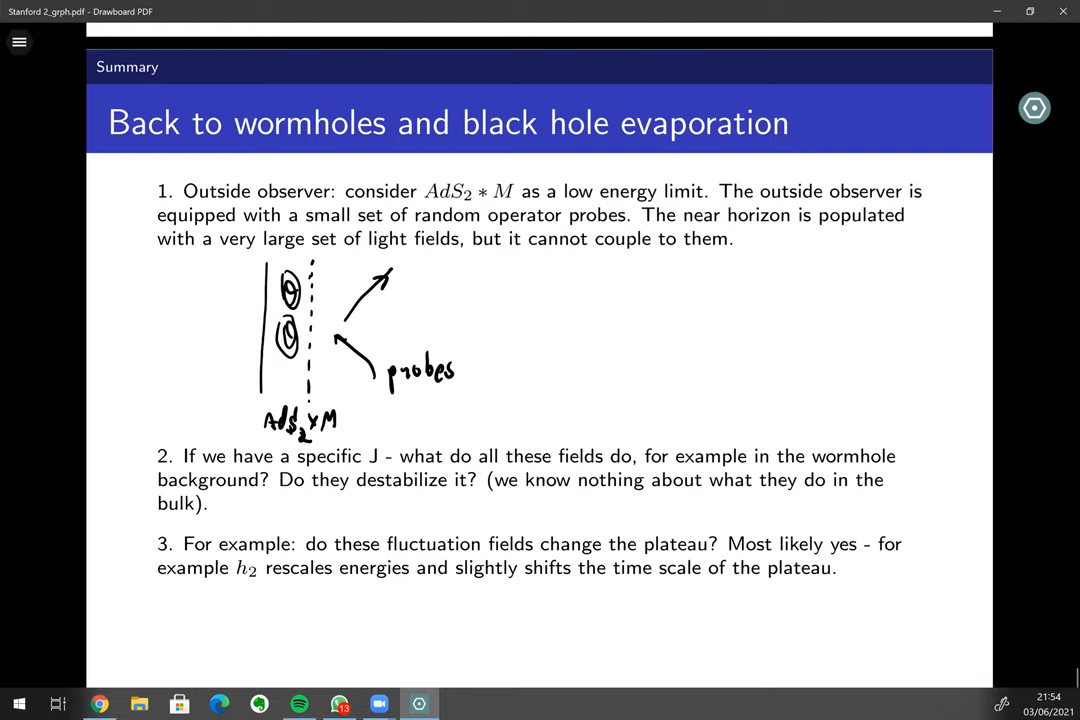 Stanford 2_grph.pdf - Drawboard PDF
Summary
Back to wormholes and black hole evaporation
1. Outside observer: consider AdS₂ * M as a low energy limit. The outside observer is
equipped with a small set of random operator probes. The near horizon is populated
with a very large set of light fields, but it cannot couple to them.
probes
AdS₂ × M
2. If we have a specific J - what do all these fields do, for example in the wormhole
background? Do they destabilize it? (we know nothing about what they do in the
bulk).
3. For example: do these fluctuation fields change the plateau? Most likely yes - for
example h₂ rescales energies and slightly shifts the time scale of the plateau.
13
21:54
03/06/2021